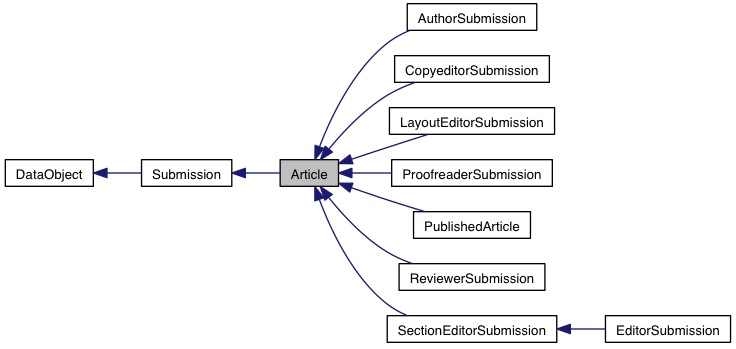 AuthorSubmission
CopyeditorSubmission
LayoutEditorSubmission
DataObject
Submission
Article
ProofreaderSubmission
PublishedArticle
ReviewerSubmission
SectionEditorSubmission
EditorSubmission